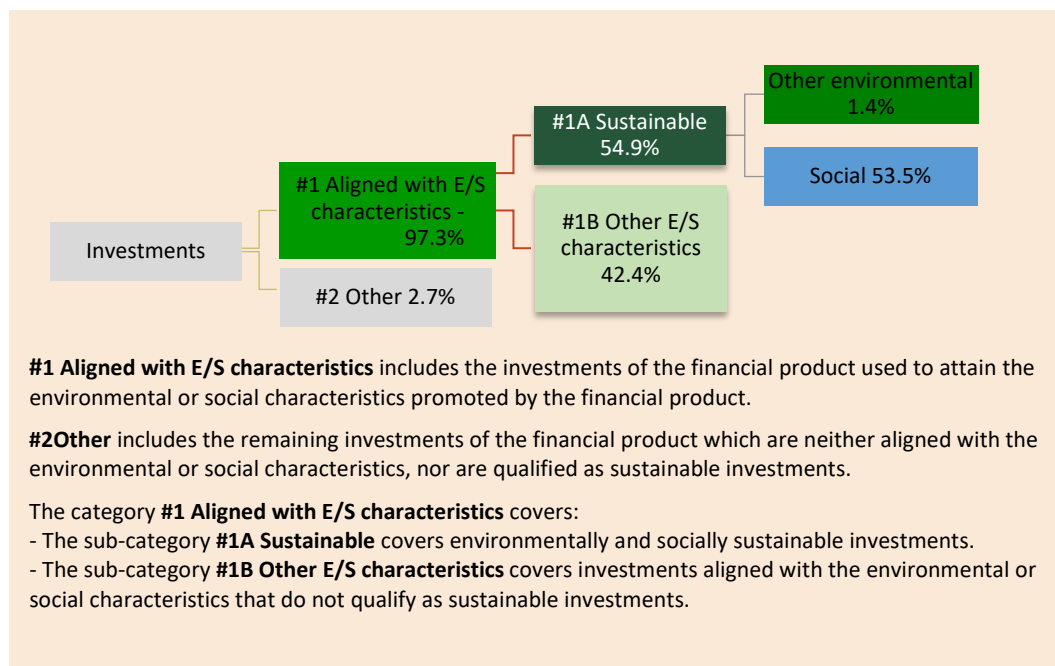 Other environmental
1.4%
#1A Sustainable
54.9%
Social 53.5%
#1 Aligned with E/S
characteristics -
97.3%
#1B Other E/S
characteristics
42.4%
Investments
#2 Other 2.7%
#1 Aligned with E/S characteristics includes the investments of the financial product used to attain the
environmental or social characteristics promoted by the financial product.
#2Other includes the remaining investments of the financial product which are neither aligned with the
environmental or social characteristics, nor are qualified as sustainable investments.
The category #1 Aligned with E/S characteristics covers:
- The sub-category #1A Sustainable covers environmentally and socially sustainable investments.
- The sub-category #1B Other E/S characteristics covers investments aligned with the environmental or
social characteristics that do not qualify as sustainable investments.